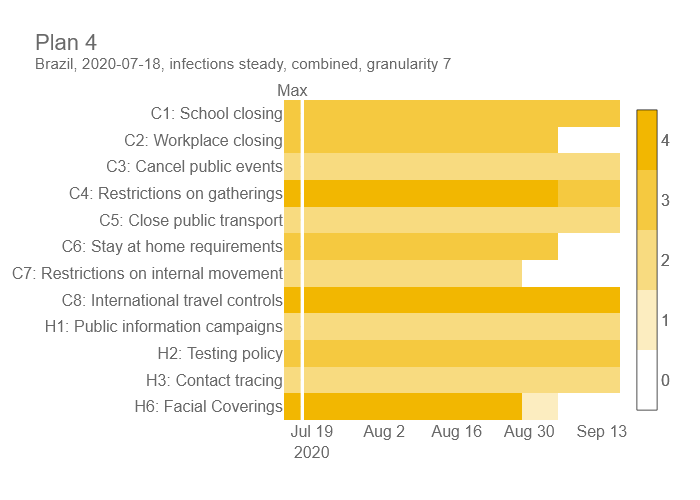 Plan 4
Brazil, 2020-07-18, infections steady, combined, granularity 7
Max
C1: School closing
C2: Workplace closing
C3: Cancel public events
C4: Restrictions on gatherings
C5: Close public transport
C6: Stay at home requirements
C7: Restrictions on internal movement
C8: International travel controls
H1: Public information campaigns
H2: Testing policy
H3: Contact tracing
H6: Facial Coverings
Jul 19 Aug 2 Aug 16 Aug 30 Sep 13
2020
4
3
2
1
0